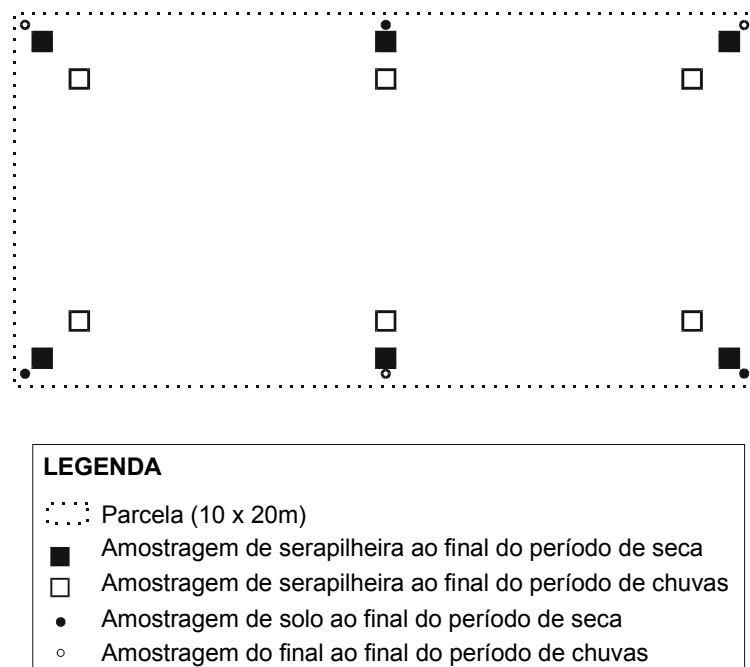 LEGENDA
Parcela (10 x 20m)
Amostragem de serapilheira ao final do período de seca
Amostragem de serapilheira ao final do período de chuvas
Amostragem de solo ao final do período de seca
Amostragem do final ao final do período de chuvas